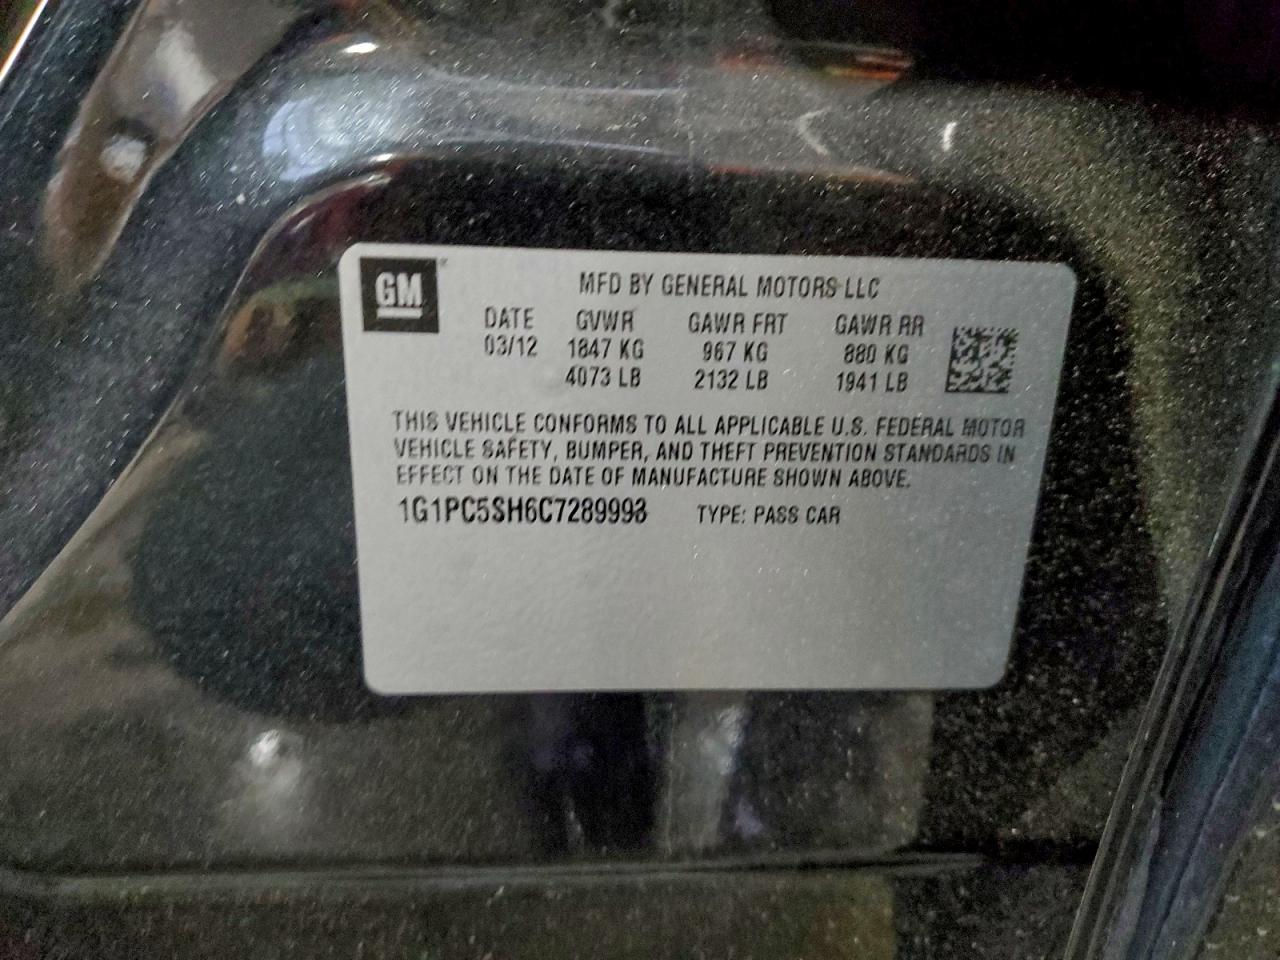 GM
MFD BY GENERAL MOTORS LLC
DATE GVWR GAWR FRT GAWR RR
03/12 1847 KG 967 KG 880 KG
4073 LB 2132 LB 1941 LB
THIS VEHICLE CONFORMS TO ALL APPLICABLE U.S. FEDERAL MOTOR
VEHICLE SAFETY, BUMPER, AND THEFT PREVENTION STANDARDS IN
EFFECT ON THE DATE OF MANUFACTURE SHOWN ABOVE.
1G1PC5SH6C7289993 TYPE: PASS CAR